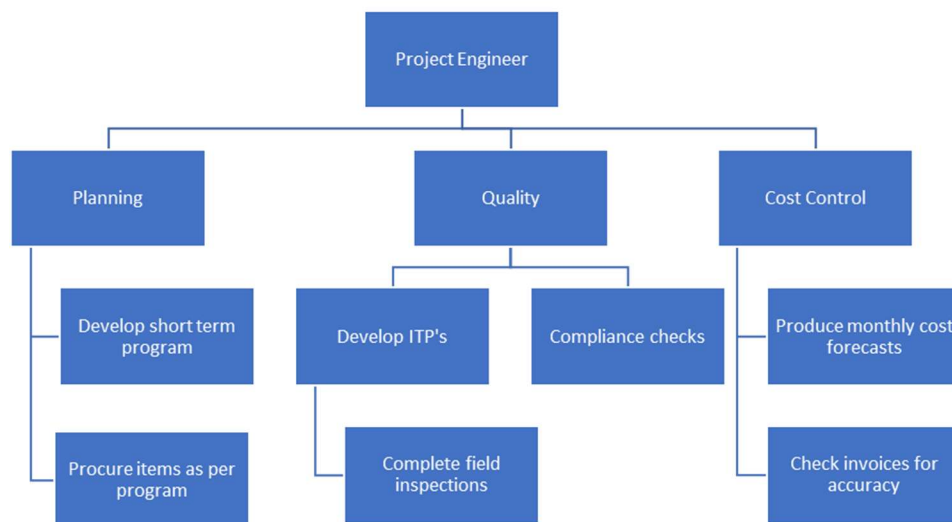 Project Engineer
Planning
Quality
Cost Control
Develop short term
program
Develop ITP's
Compliance checks
Produce monthly cost
forecasts
Procure items as per
program
Complete field
inspections
Check invoices for
accuracy